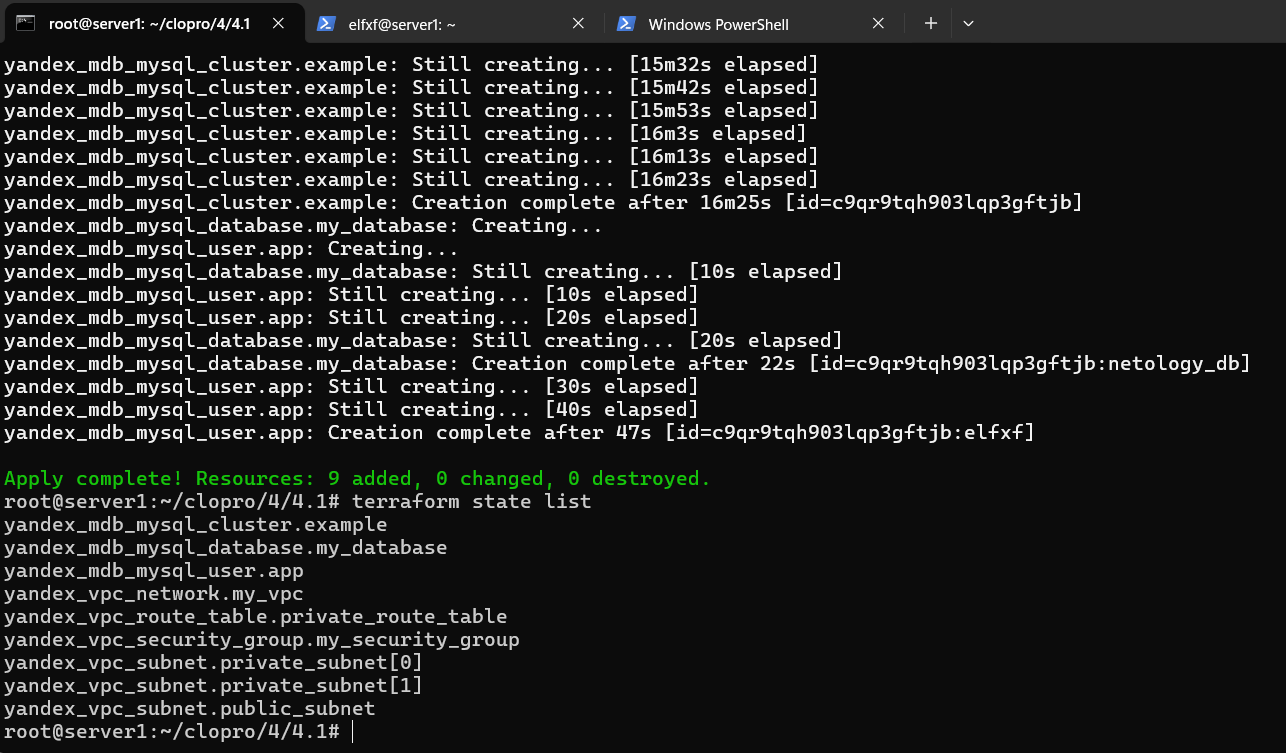 root@server1: ~/clopro/4/4.1
elfxf@server1: ~
Windows PowerShell
yandex_mdb_mysql_cluster.example: Still creating... [15m32s elapsed]
yandex_mdb_mysql_cluster.example: Still creating... [15m42s elapsed]
yandex_mdb_mysql_cluster.example: Still creating... [15m53s elapsed]
yandex_mdb_mysql_cluster.example: Still creating... [16m3s elapsed]
yandex_mdb_mysql_cluster.example: Still creating... [16m13s elapsed]
yandex_mdb_mysql_cluster.example: Still creating... [16m23s elapsed]
yandex_mdb_mysql_cluster.example: Creation complete after 16m25s [id=c9qr9tqh903lqp3gftjb]
yandex_mdb_mysql_database.my_database: Creating...
yandex_mdb_mysql_user.app: Creating...
yandex_mdb_mysql_database.my_database: Still creating... [10s elapsed]
yandex_mdb_mysql_user.app: Still creating... [10s elapsed]
yandex_mdb_mysql_user.app: Still creating... [20s elapsed]
yandex_mdb_mysql_database.my_database: Still creating... [20s elapsed]
yandex_mdb_mysql_database.my_database: Creation complete after 22s [id=c9qr9tqh903lqp3gftjb:netology_db]
yandex_mdb_mysql_user.app: Still creating... [30s elapsed]
yandex_mdb_mysql_user.app: Still creating... [40s elapsed]
yandex_mdb_mysql_user.app: Creation complete after 47s [id=c9qr9tqh903lqp3gftjb:elfxf]
Apply complete! Resources: 9 added, 0 changed, 0 destroyed.
root@server1:~/clopro/4/4.1# terraform state list
yandex_mdb_mysql_cluster.example
yandex_mdb_mysql_database.my_database
yandex_mdb_mysql_user.app
yandex_vpc_network.my_vpc
yandex_vpc_route_table.private_route_table
yandex_vpc_security_group.my_security_group
yandex_vpc_subnet.private_subnet[0]
yandex_vpc_subnet.private_subnet[1]
yandex_vpc_subnet.public_subnet
root@server1:~/clopro/4/4.1#